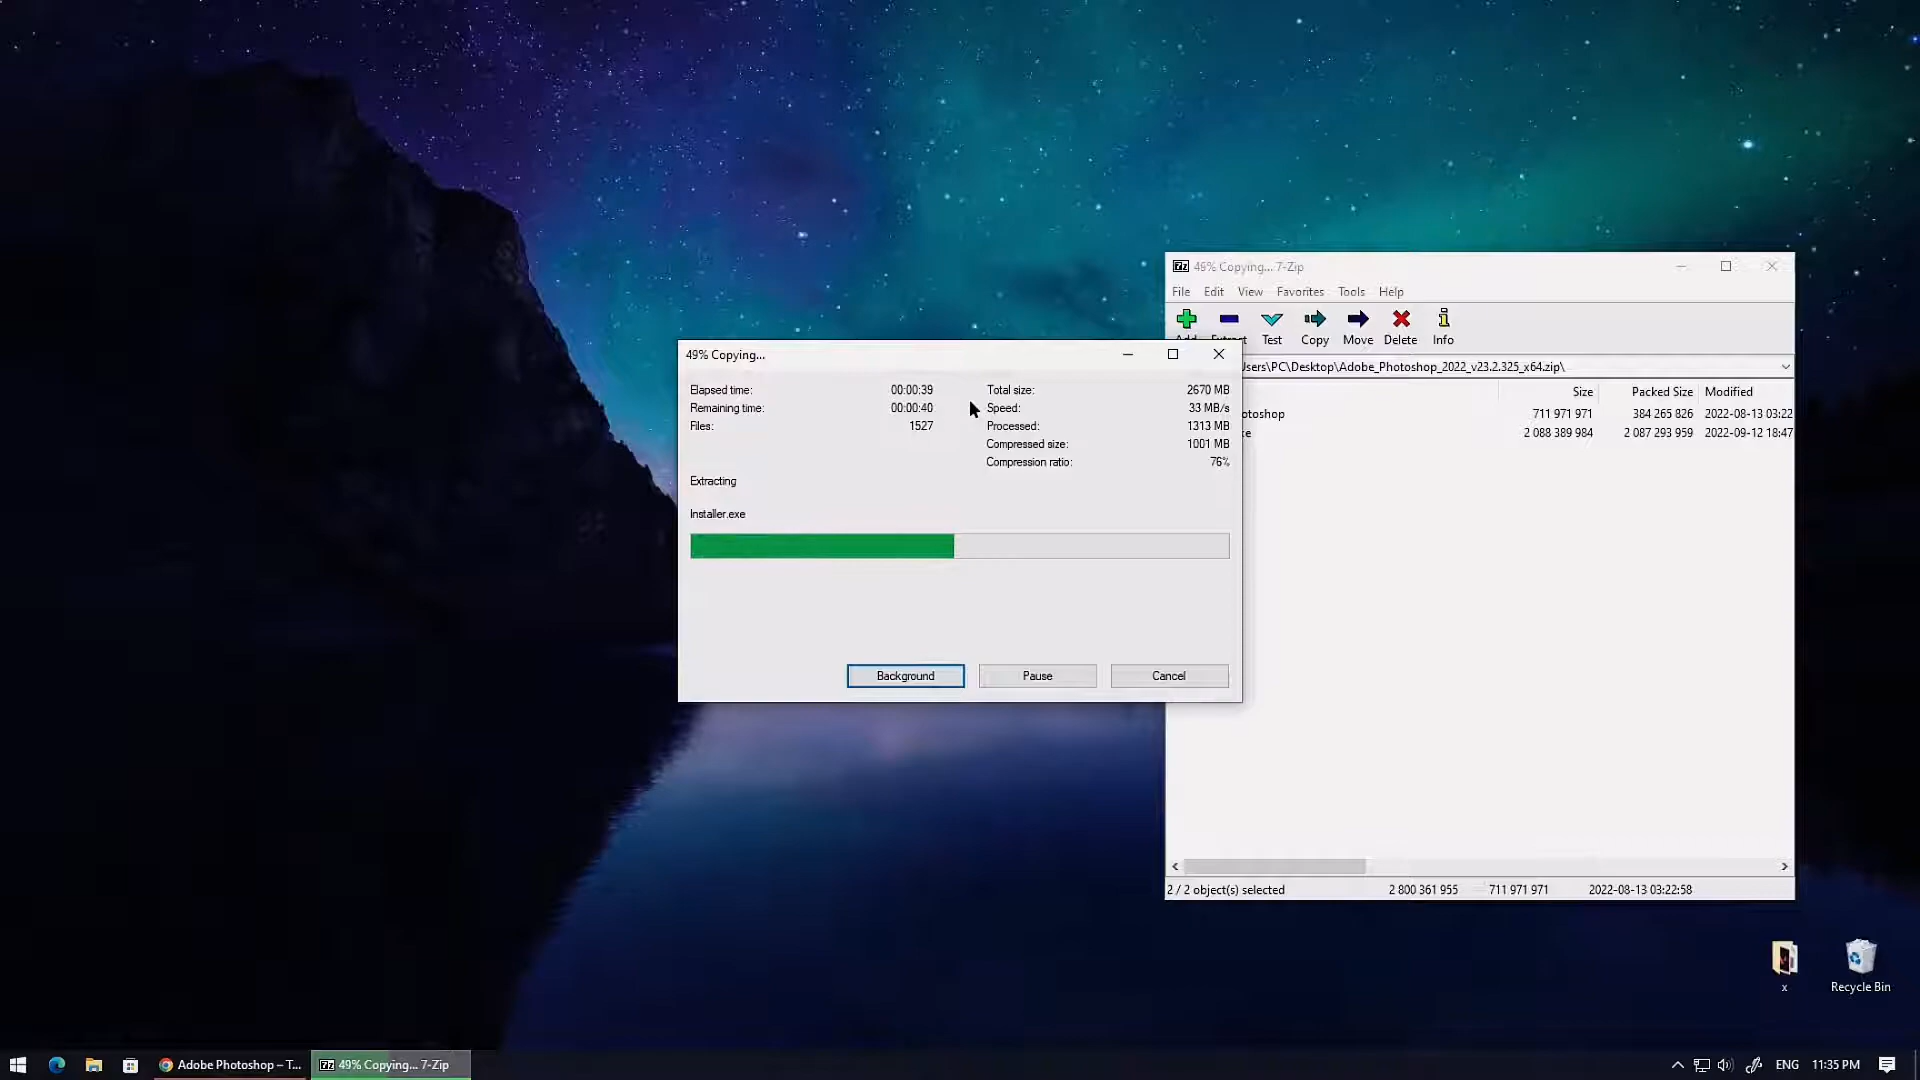 49% Copying... 7-Zip
File Edit View Favorites Tools Help
Add Extract Test Copy Move Delete Info
49% Copying...
Elapsed time: 00:00:39 Total size: 2670 MB
Remaining time: 00:00:40 Speed: 33 MB/s
Files: 1527 Processed: 1313 MB
Compressed size: 1001 MB
Compression ratio: 76%
Extracting
Installer.exe
Background Pause Cancel
sers\PC\Desktop\Adobe_Photoshop_2022_v23.2.325_x64.zip\
Size Packed Size Modified
otoshop 711 971 971 384 265 826 2022-08-13 03:22
2 088 389 984 2 087 293 959 2022-09-12 18:47
2 / 2 object(s) selected 2 800 361 955 711 971 971 2022-08-13 03:22:58
x
Recycle Bin
Adobe Photoshop – T...
49% Copying... 7-Zip
ENG 11:35 PM